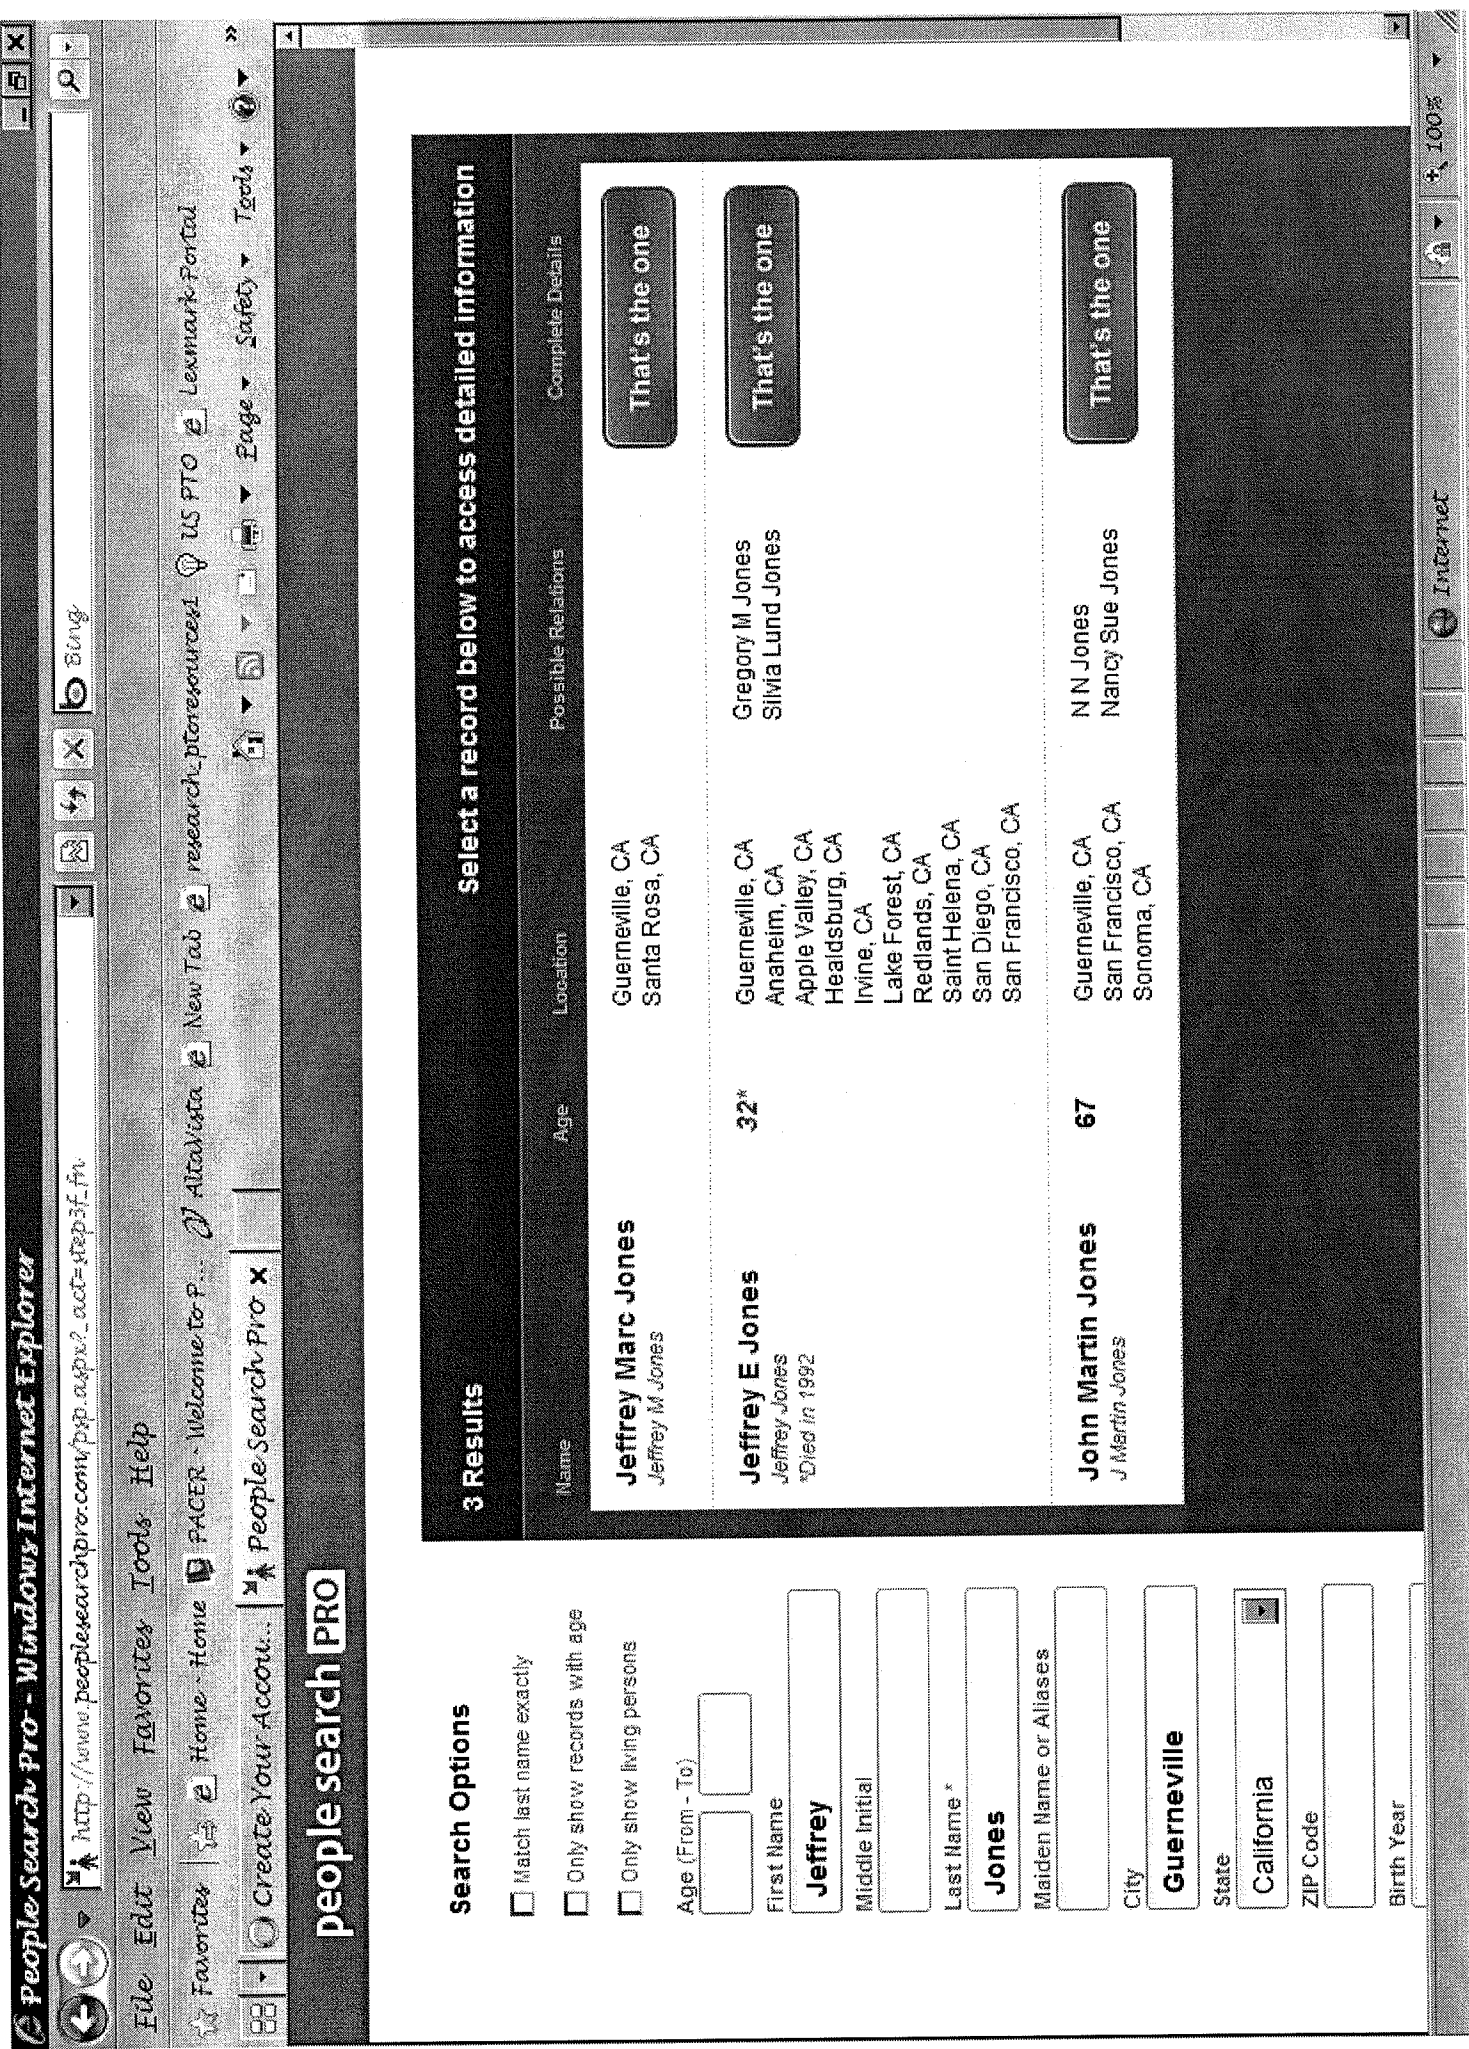 People Search Pro - Windows Internet Explorer
http://www.peoplesearchpro.com/psp.aspx?_act=step3f_fn
Bing
File Edit View Favorites Tools Help
Favorites Home - Home PACER - Welcome to P... AltaVista New Tab research_ptoresources1 US PTO Lexmark Portal
Create Your Accou... People Search Pro Page Safety Tools
people search PRO
Search Options
Match last name exactly
Only show records with age
Only show living persons
Age (From - To)
First Name
Jeffrey
Middle Initial
Last Name *
Jones
Maiden Name or Aliases
City
Guerneville
State
California
ZIP Code
Birth Year
3 Results Select a record below to access detailed information
Name Age Location Possible Relations Complete Details
Jeffrey Marc Jones Guerneville, CA That's the one
Jeffrey M Jones Santa Rosa, CA
Jeffrey E Jones 32* Guerneville, CA Gregory M Jones That's the one
Jeffrey Jones Anaheim, CA Silvia Lund Jones
*Died in 1992 Apple Valley, CA
Healdsburg, CA
Irvine, CA
Lake Forest, CA
Redlands, CA
Saint Helena, CA
San Diego, CA
San Francisco, CA
John Martin Jones 67 Guerneville, CA N N Jones That's the one
J Martin Jones San Francisco, CA Nancy Sue Jones
Sonoma, CA
Internet 100%